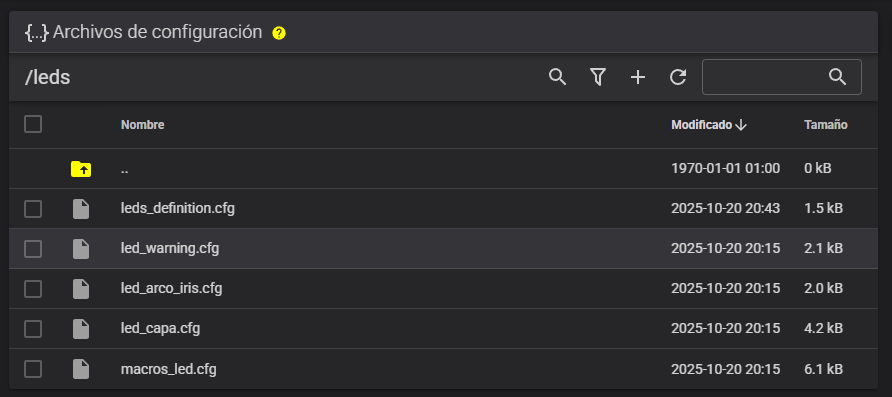 {...} Archivos de configuración ?
/leds
Nombre Modificado Tamaño
.. 1970-01-01 01:00 0 kB
leds_definition.cfg 2025-10-20 20:43 1.5 kB
led_warning.cfg 2025-10-20 20:15 2.1 kB
led_arco_iris.cfg 2025-10-20 20:15 2.0 kB
led_capa.cfg 2025-10-20 20:15 4.2 kB
macros_led.cfg 2025-10-20 20:15 6.1 kB